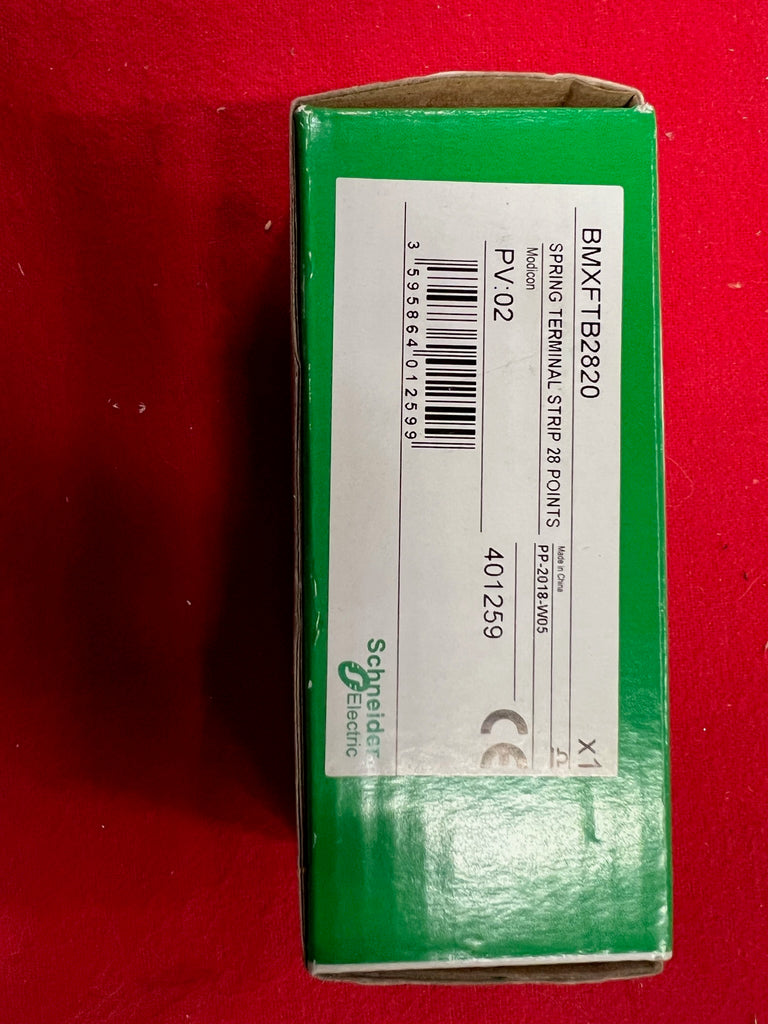 BMXFTB2820
x1
SPRING TERMINAL STRIP 28 POINTS
Made in China
Modicon
PP-2018-W05
PV:02
401259
CE
3 595864 012599
Schneider
Electric